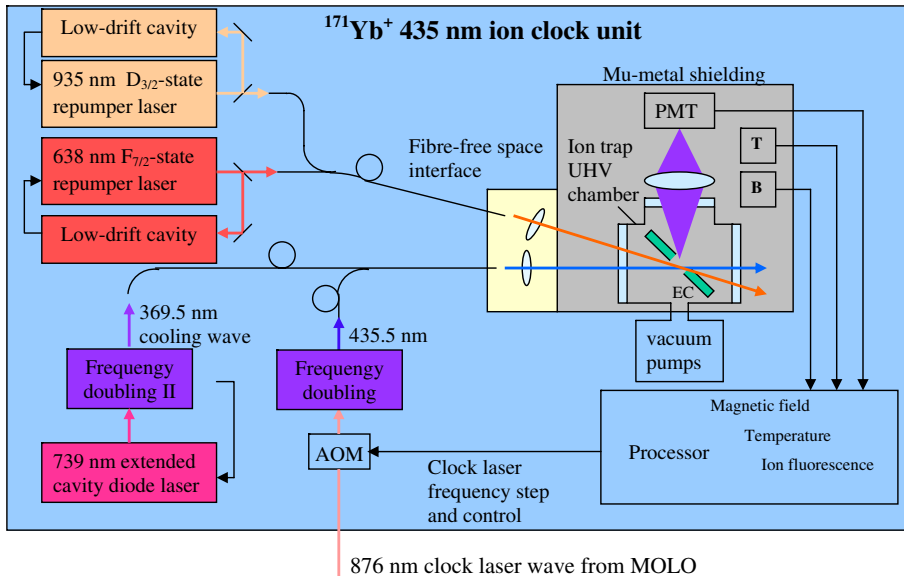 ¹⁷¹Yb⁺ 435 nm ion clock unit
Low-drift cavity
935 nm D₃/₂-state
repumper laser
638 nm F₇/₂-state
repumper laser
Low-drift cavity
Fibre-free space
interface
Mu-metal shielding
PMT
Ion trap
UHV
chamber
T
B
EC
vacuum
pumps
369.5 nm
cooling wave
435.5 nm
Frequengy
doubling II
Frequengy
doubling
739 nm extended
cavity diode laser
AOM
Clock laser
frequency step
and control
Processor
Magnetic field
Temperature
Ion fluorescence
876 nm clock laser wave from MOLO